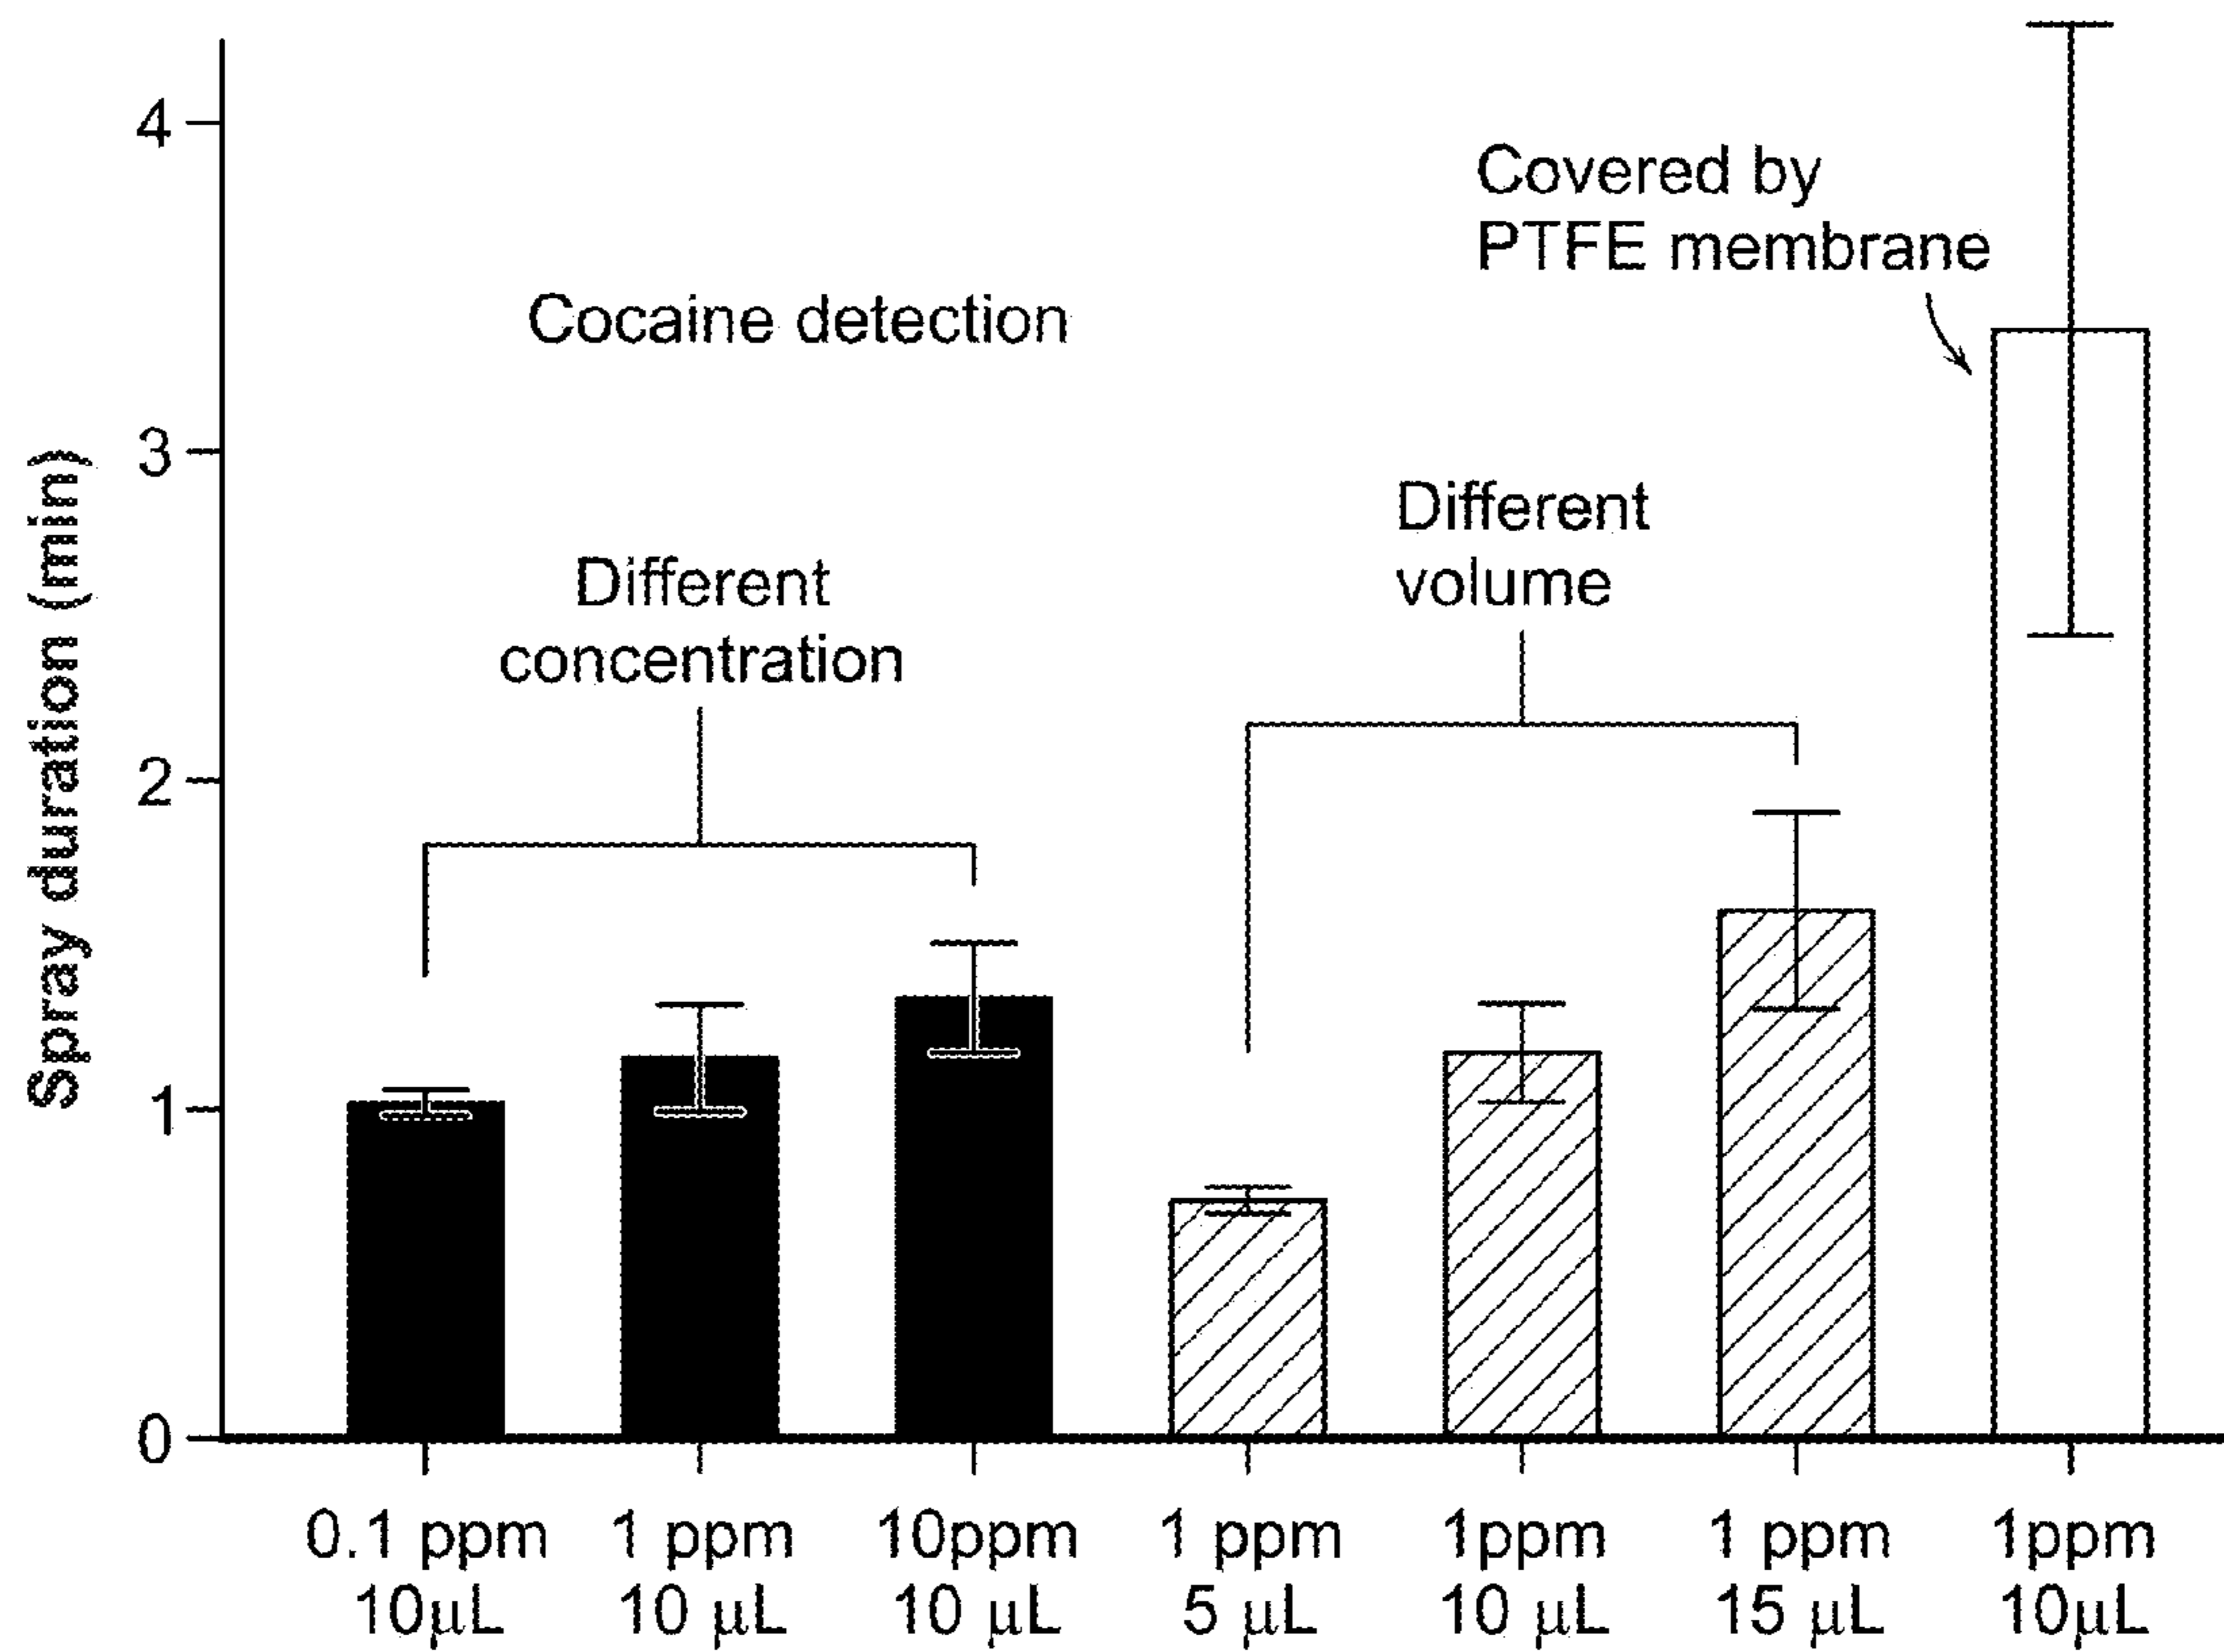 Spray duration (min)
4
3
2
1
0
Cocaine detection
Different
concentration
Different
volume
Covered by
PTFE membrane
0.1 ppm
10μL
1 ppm
10 μL
10ppm
10 μL
1 ppm
5 μL
1ppm
10 μL
1 ppm
15 μL
1ppm
10μL